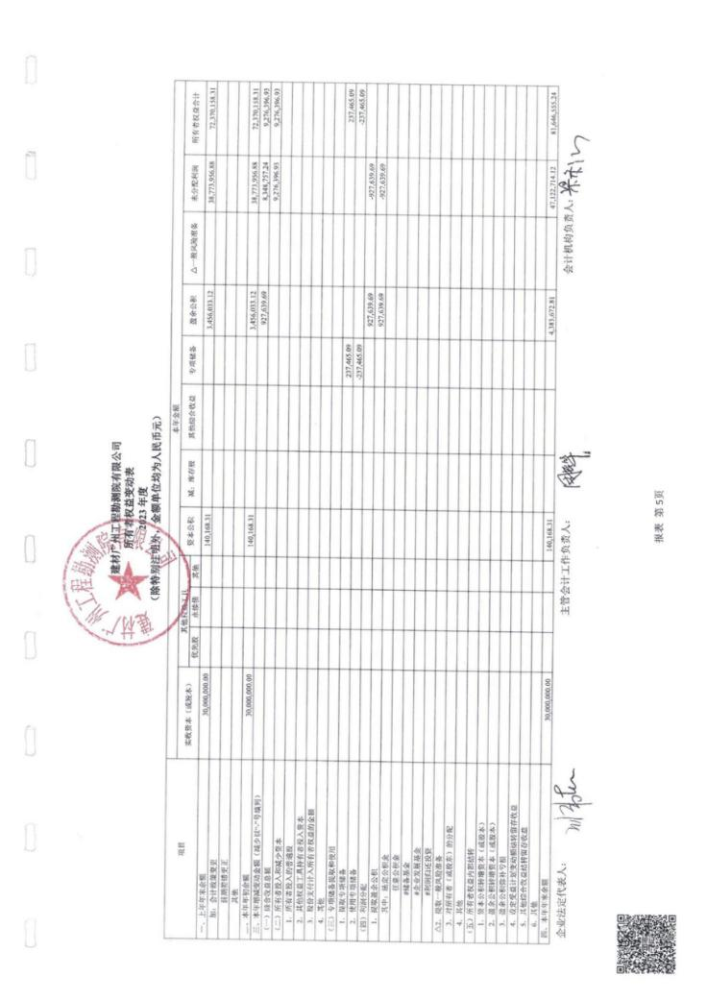 建材广州工程勘测院有限公司
所有者权益变动表
2023 年度
(除特别注明外,金额单位均为人民币元)
项目 本年金额
实收资本(或股本) 其他权益工具 资本公积 减:库存股 其他综合收益 专项储备 盈余公积 △一般风险准备 未分配利润 所有者权益合计
优先股 永续债 其他
一、上年年末余额 30,000,000.00 140,168.31 3,456,033.12 38,773,956.88 72,370,158.31
加:会计政策变更
前期差错更正
其他
二、本年年初余额 30,000,000.00 140,168.31 3,456,033.12 38,773,956.88 72,370,158.31
三、本年增减变动金额(减少以"-"号填列) 927,639.69 8,348,757.24 9,276,396.93
(一)综合收益总额 9,276,396.93 9,276,396.93
(二)所有者投入和减少资本
1、所有者投入的普通股
2、其他权益工具持有者投入资本
3、股份支付计入所有者权益的金额
4、其他
(三)专项储备提取和使用
1、提取专项储备 237,465.09 237,465.09
2、使用专项储备 -237,465.09 -237,465.09
(四)利润分配 927,639.69 -927,639.69
1、提取盈余公积 927,639.69 -927,639.69
其中:法定公积金
任意公积金
#储备基金
#企业发展基金
#利润归还投资
△2、提取一般风险准备
3、对所有者(或股东)的分配
4、其他
(五)所有者权益内部结转
1、资本公积转增资本(或股本)
2、盈余公积转增资本(或股本)
3、盈余公积弥补亏损
4、设定受益计划变动额结转留存收益
5、其他综合收益结转留存收益
6、其他
四、本年年末余额 30,000,000.00 140,168.31 4,383,672.81 47,122,714.12 81,646,555.24
企业法定代表人: 主管会计工作负责人: 会计机构负责人:
报表 第 5页